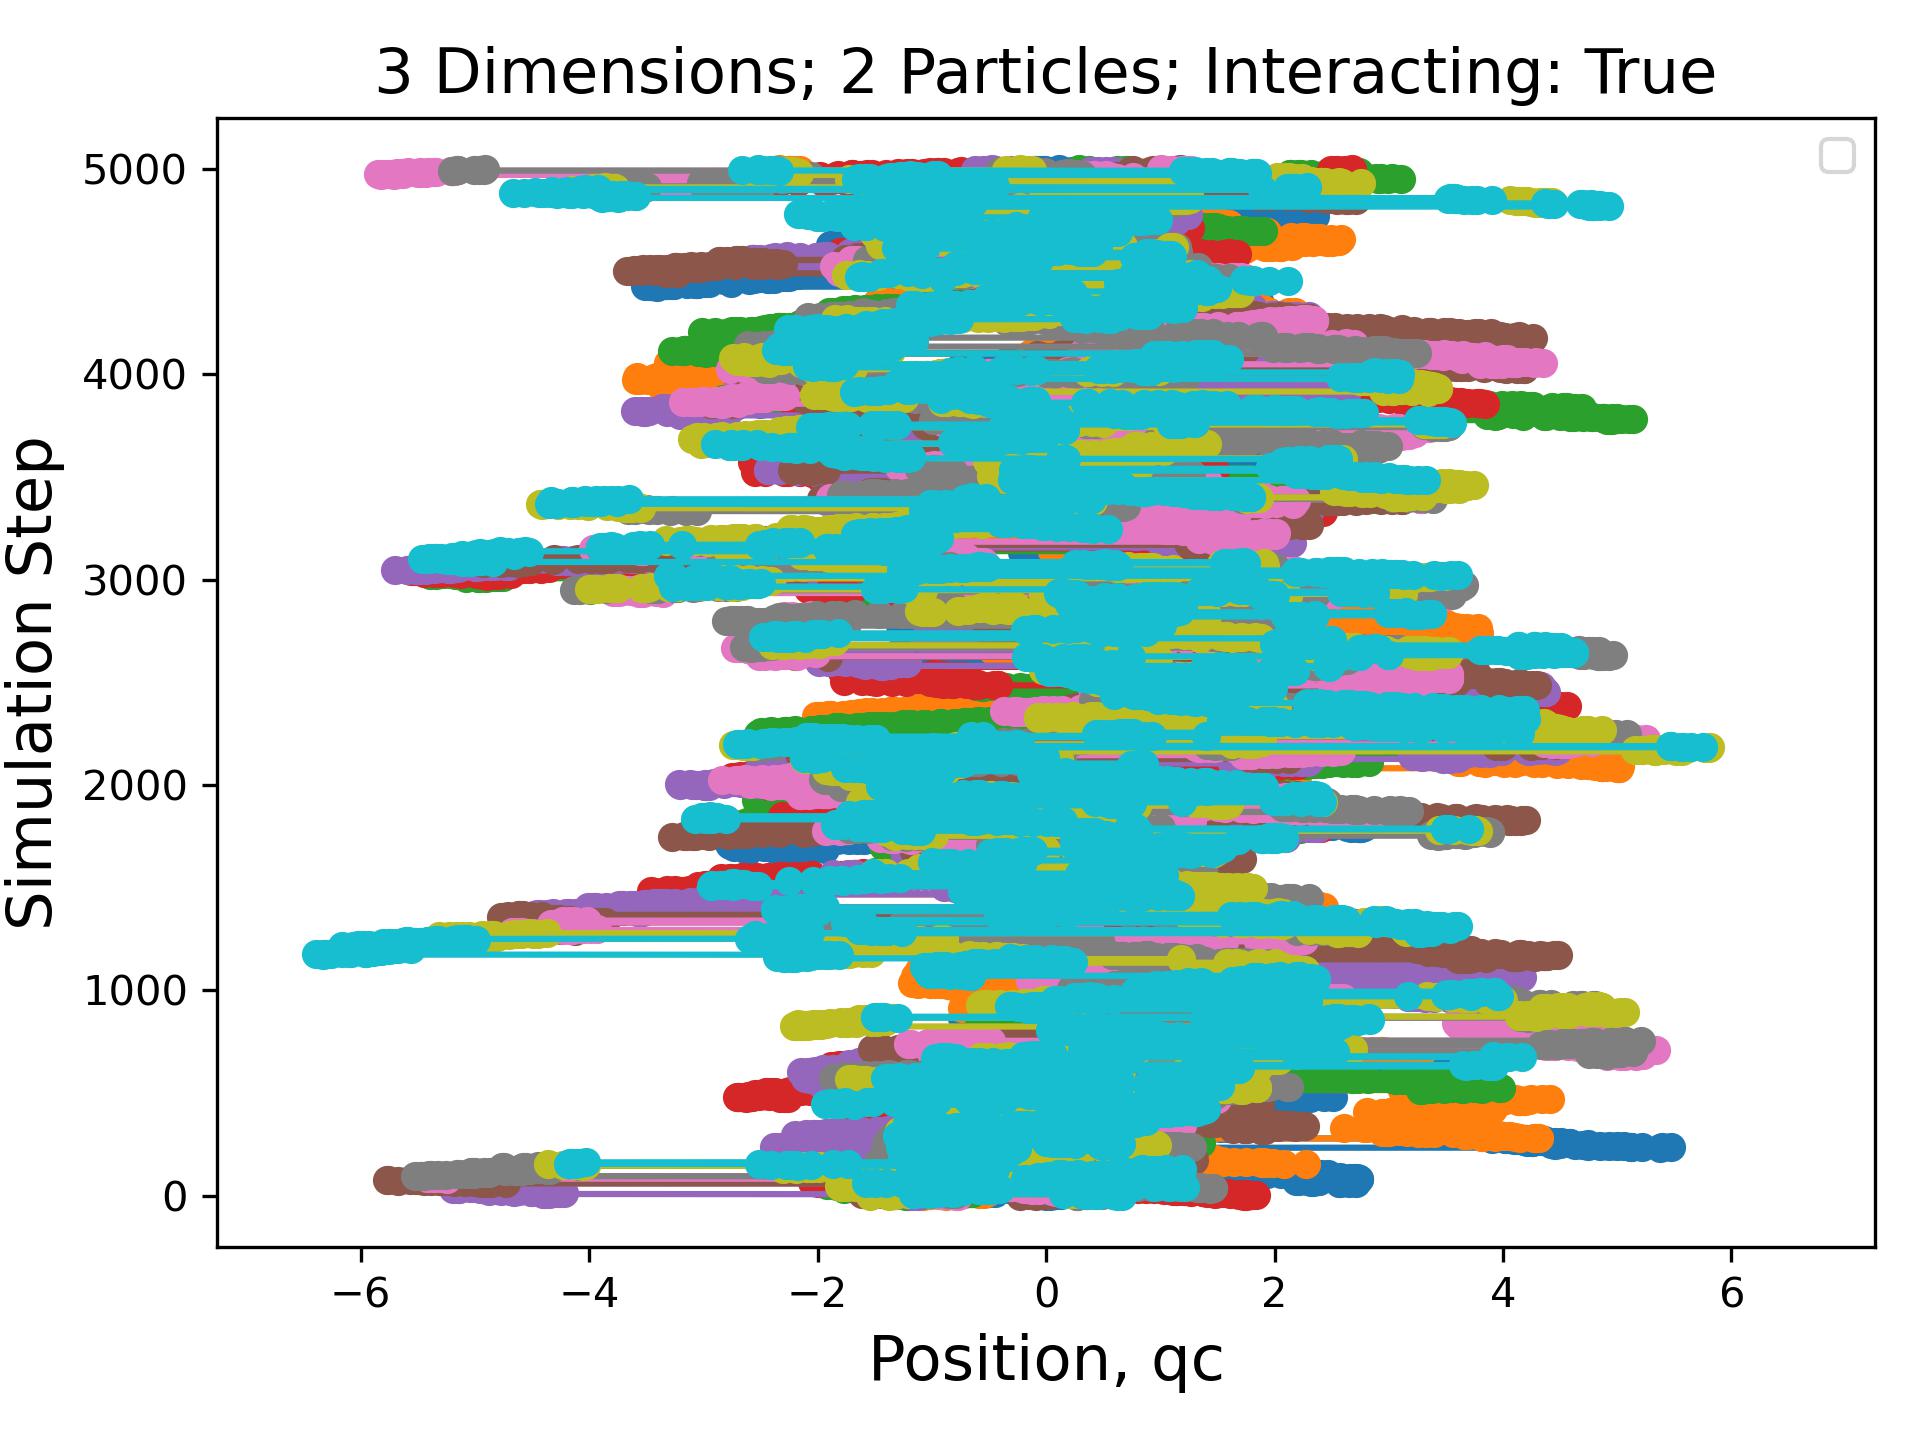 3 Dimensions; 2 Particles; Interacting: True
Simulation Step
5000
4000
3000
2000
1000
0
−6 −4 −2 0 2 4 6
Position, qc